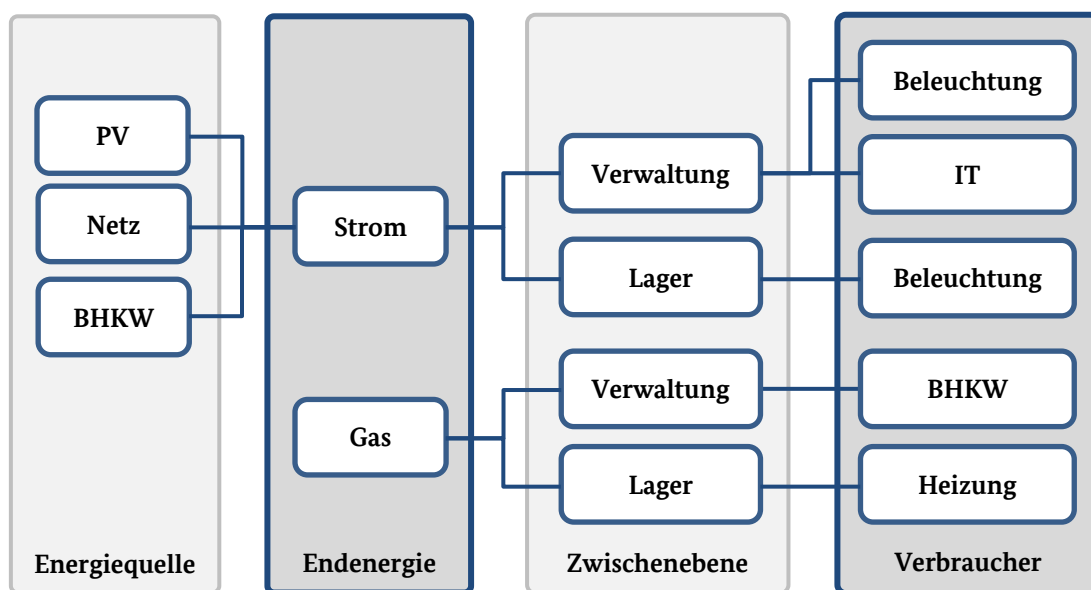 PV
Netz
BHKW
Energiequelle
Strom
Gas
Endenergie
Verwaltung
Lager
Verwaltung
Lager
Zwischenebene
Beleuchtung
IT
Beleuchtung
BHKW
Heizung
Verbraucher